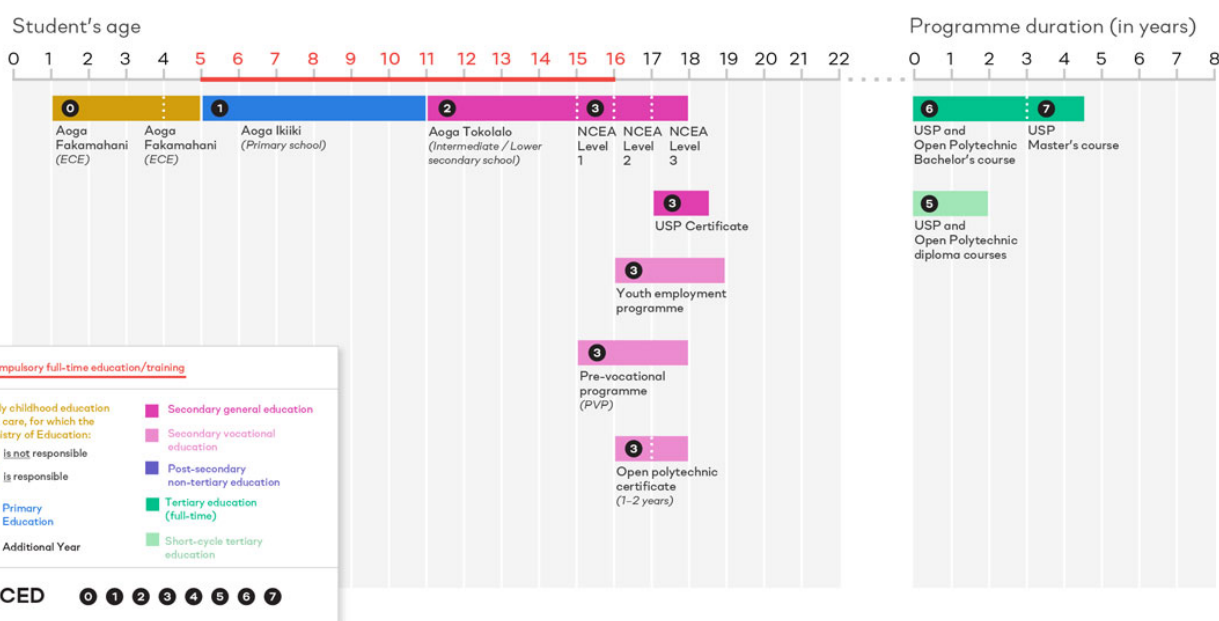 Student's age
Programme duration (in years)
0 1 2 3 4 5 6 7 8 9 10 11 12 13 14 15 16 17 18 19 20 21 22
0 1 2 3 4 5 6 7 8
0
1
2
3
6
7
Aoga
Fakamahani
(ECE)
Aoga
Fakamahani
(ECE)
Aoga Ikiiki
(Primary school)
Aoga Tokolalo
(Intermediate / Lower
secondary school)
NCEA
Level
1
NCEA
Level
2
NCEA
Level
3
USP and
Open Polytechnic
Bachelor's course
USP
Master's course
3
USP Certificate
5
USP and
Open Polytechnic
diploma courses
3
Youth employment
programme
3
Pre-vocational
programme
(PVP)
3
Open polytechnic
certificate
(1–2 years)
mpulsory full-time education/training
y childhood education
care, for which the
istry of Education:
is not responsible
is responsible
Primary
Education
Additional Year
Secondary general education
Secondary vocational
education
Post-secondary
non-tertiary education
Tertiary education
(full-time)
Short-cycle tertiary
education
CED 0 1 2 3 4 5 6 7